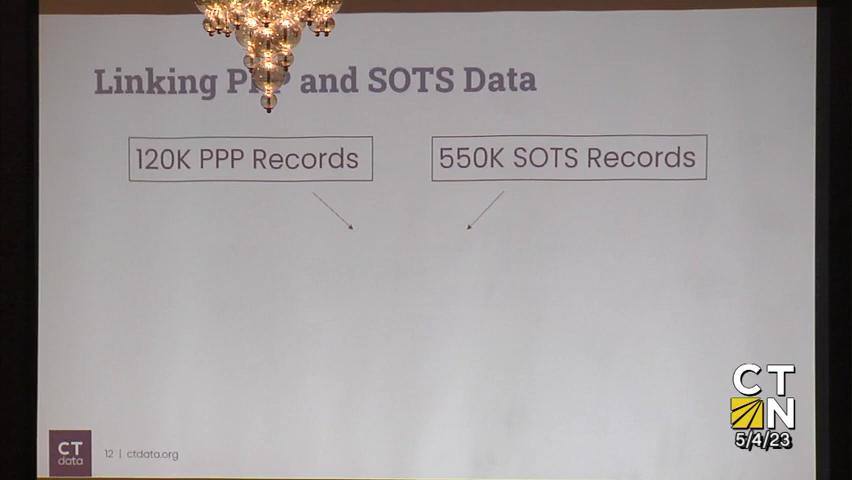 Linking PPP and SOTS Data
120K PPP Records
550K SOTS Records
CT
data
12 | ctdata.org
CT
N
5/4/23